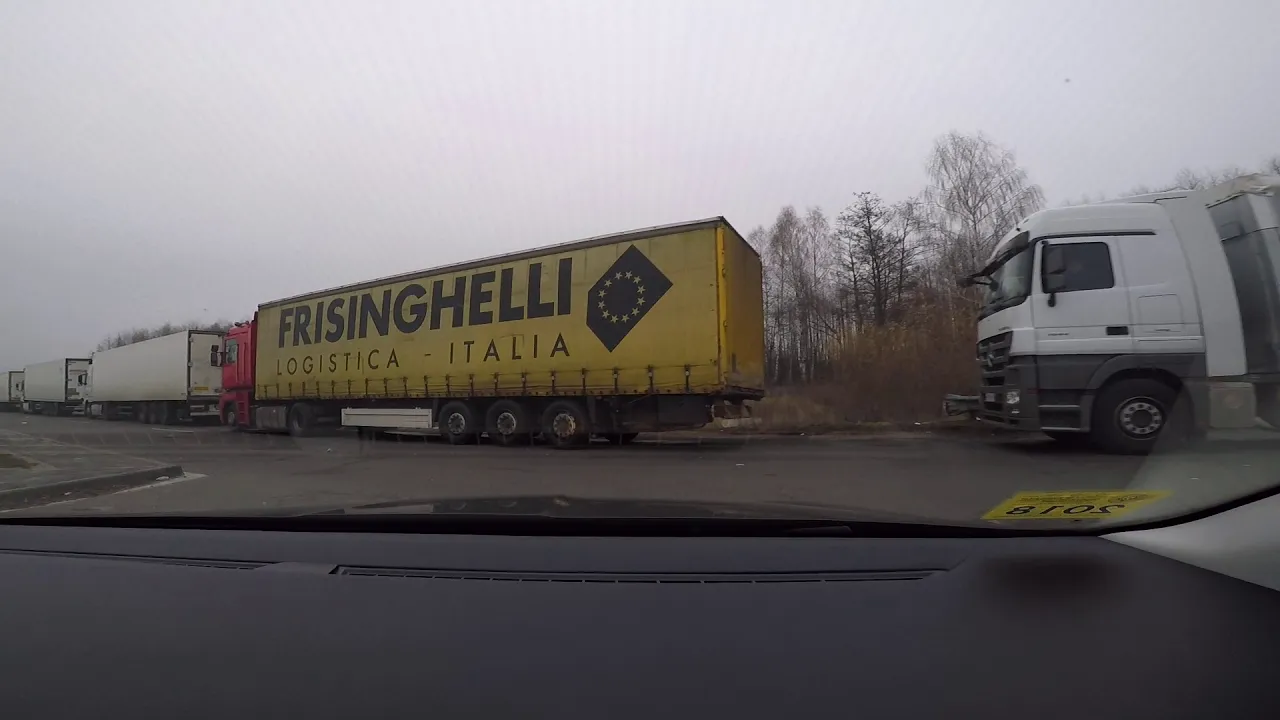 FRISINGHELLI
LOGISTICA - ITALIA
2018